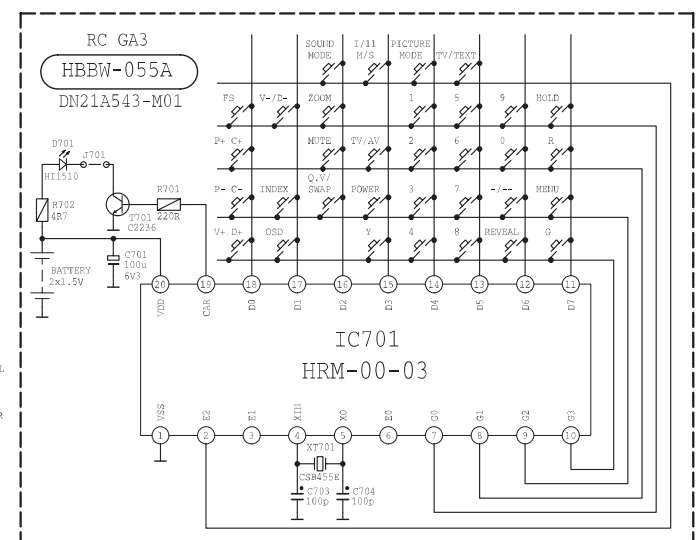 RC GA3
HBBW-055A
DN21A543-M01
SOUND MODE
I/II M/S
PICTURE MODE
TV/TEXT
FS
V-/D-
ZOOM
1
5
9
HOLD
P+/C+
MUTE
TV/AV
2
6
0
R
P-/C-
INDEX
Q.V/ SWAP
POWER
3
7
-/--
MENU
V+/D+
OSD
Y
4
8
REVEAL
G
D701
J701
HI1510
R702
4R7
T701
C2236
R701
220R
BATTERY
2x1.5V
C701
100u
6V3
20
19
18
17
16
15
14
13
12
11
VDD
CAR
D0
D1
D2
D3
D4
D5
D6
D7
IC701
HRM-00-03
VSS
E2
E1
XIN
XO
E0
G0
G1
G2
G3
1
2
3
4
5
6
7
8
9
10
XT701
CSB455E
C703
100p
C704
100p
L
R